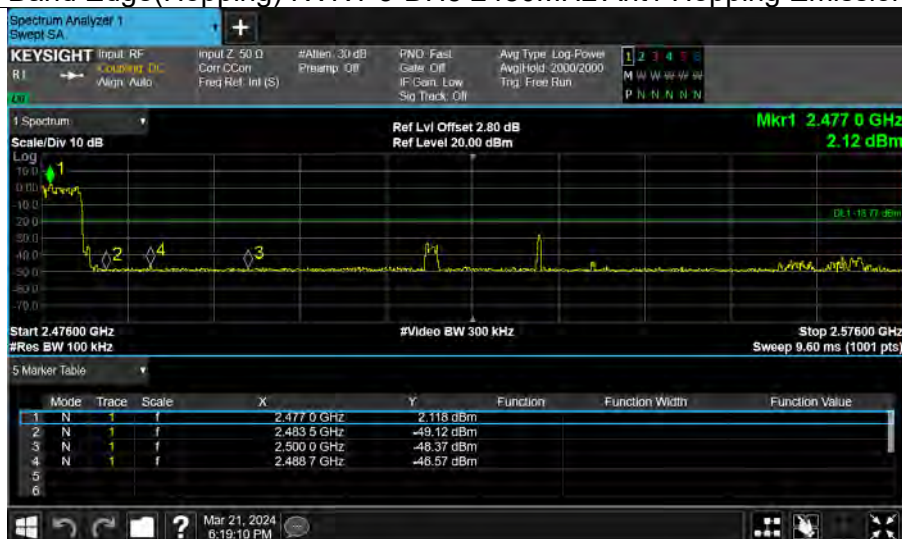 Spectrum Analyzer 1
Swept SA
+
KEYSIGHT Input: RF
Coupling: DC
Align: Auto
R1
Input Z: 50 Ω
Corr CCorr
Freq Ref: Int (S)
#Atten: 30 dB
Preamp: Off
PNO: Fast
Gate: Off
IF Gain: Low
Sig Track: Off
Avg Type: Log-Power
Avg|Hold: 2000/2000
Trig: Free Run
1 2 3 4 5 6
M W W W W W
P N N N N N
1 Spectrum
Scale/Div 10 dB
Ref Lvl Offset 2.80 dB
Ref Level 20.00 dBm
Mkr1 2.477 0 GHz
2.12 dBm
Log
10.0
0.00
-10.0
-20.0
-30.0
-40.0
-50.0
-60.0
-70.0
1
2
4
3
DL1 -18.77 dBm
Start 2.47600 GHz
#Res BW 100 kHz
#Video BW 300 kHz
Stop 2.57600 GHz
Sweep 9.60 ms (1001 pts)
5 Marker Table
Mode Trace Scale X Y Function Function Width Function Value
1 N 1 f 2.477 0 GHz 2.118 dBm
2 N 1 f 2.483 5 GHz -49.12 dBm
3 N 1 f 2.500 0 GHz -48.37 dBm
4 N 1 f 2.488 7 GHz -46.57 dBm
5
6
?
Mar 21, 2024
6:19:10 PM